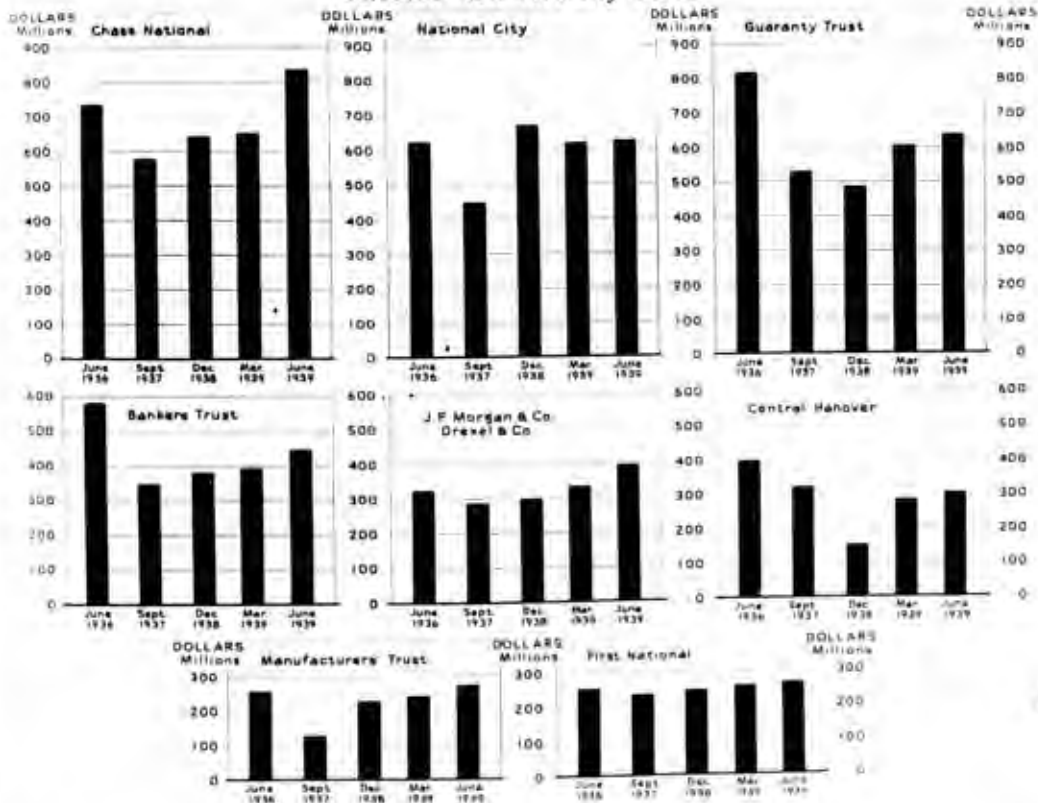 DOLLARS
Millions
Chase National
900
800
700
600
500
400
300
200
100
0
June Sept. Dec. Mar. June
1936 1937 1938 1939 1939
DOLLARS
Millions
National City
900
800
700
600
500
400
300
200
100
0
June Sept. Dec. Mar. June
1936 1937 1938 1939 1939
DOLLARS
Millions
Guaranty Trust
900
800
700
600
500
400
300
200
100
0
June Sept. Dec. Mar. June
1936 1937 1938 1939 1939
DOLLARS
Millions
900
800
700
600
500
400
300
200
100
0
Bankers Trust
600
500
400
300
200
100
0
June Sept. Dec. Mar. June
1936 1937 1938 1939 1939
J. P. Morgan & Co.
Drexel & Co.
600
500
400
300
200
100
0
June Sept. Dec. Mar. June
1936 1937 1938 1939 1939
Central Hanover
600
500
400
300
200
100
0
June Sept. Dec. Mar. June
1936 1937 1938 1939 1939
600
500
400
300
200
100
0
DOLLARS
Millions
Manufacturers' Trust
300
200
100
0
June Sept. Dec. Mar. June
1936 1937 1938 1939 1939
DOLLARS
Millions
First National
300
200
100
0
June Sept. Dec. Mar. June
1936 1937 1938 1939 1939
DOLLARS
Millions
300
200
100
0